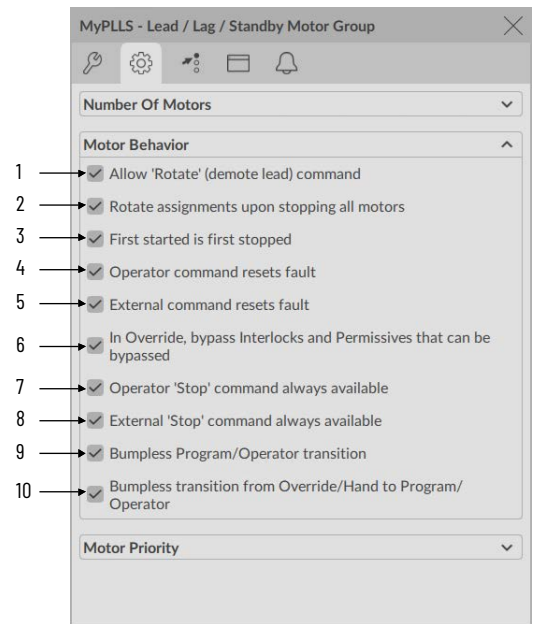 MyPLLS - Lead / Lag / Standby Motor Group
Number Of Motors
Motor Behavior
1 Allow 'Rotate' (demote lead) command
2 Rotate assignments upon stopping all motors
3 First started is first stopped
4 Operator command resets fault
5 External command resets fault
6 In Override, bypass Interlocks and Permissives that can be
bypassed
7 Operator 'Stop' command always available
8 External 'Stop' command always available
9 Bumpless Program/Operator transition
10 Bumpless transition from Override/Hand to Program/
Operator
Motor Priority